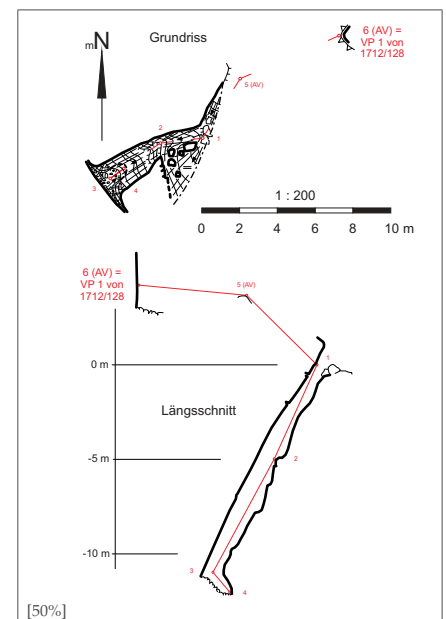 mN
Grundriss
6 (AV) =
VP 1 von
1712/128
5 (AV)
2
1
3
4
1 : 200
0 2 4 6 8 10 m
6 (AV) =
VP 1 von
1712/128
5 (AV)
1
0 m
Längsschnitt
-5 m
2
-10 m
3
4
[50%]